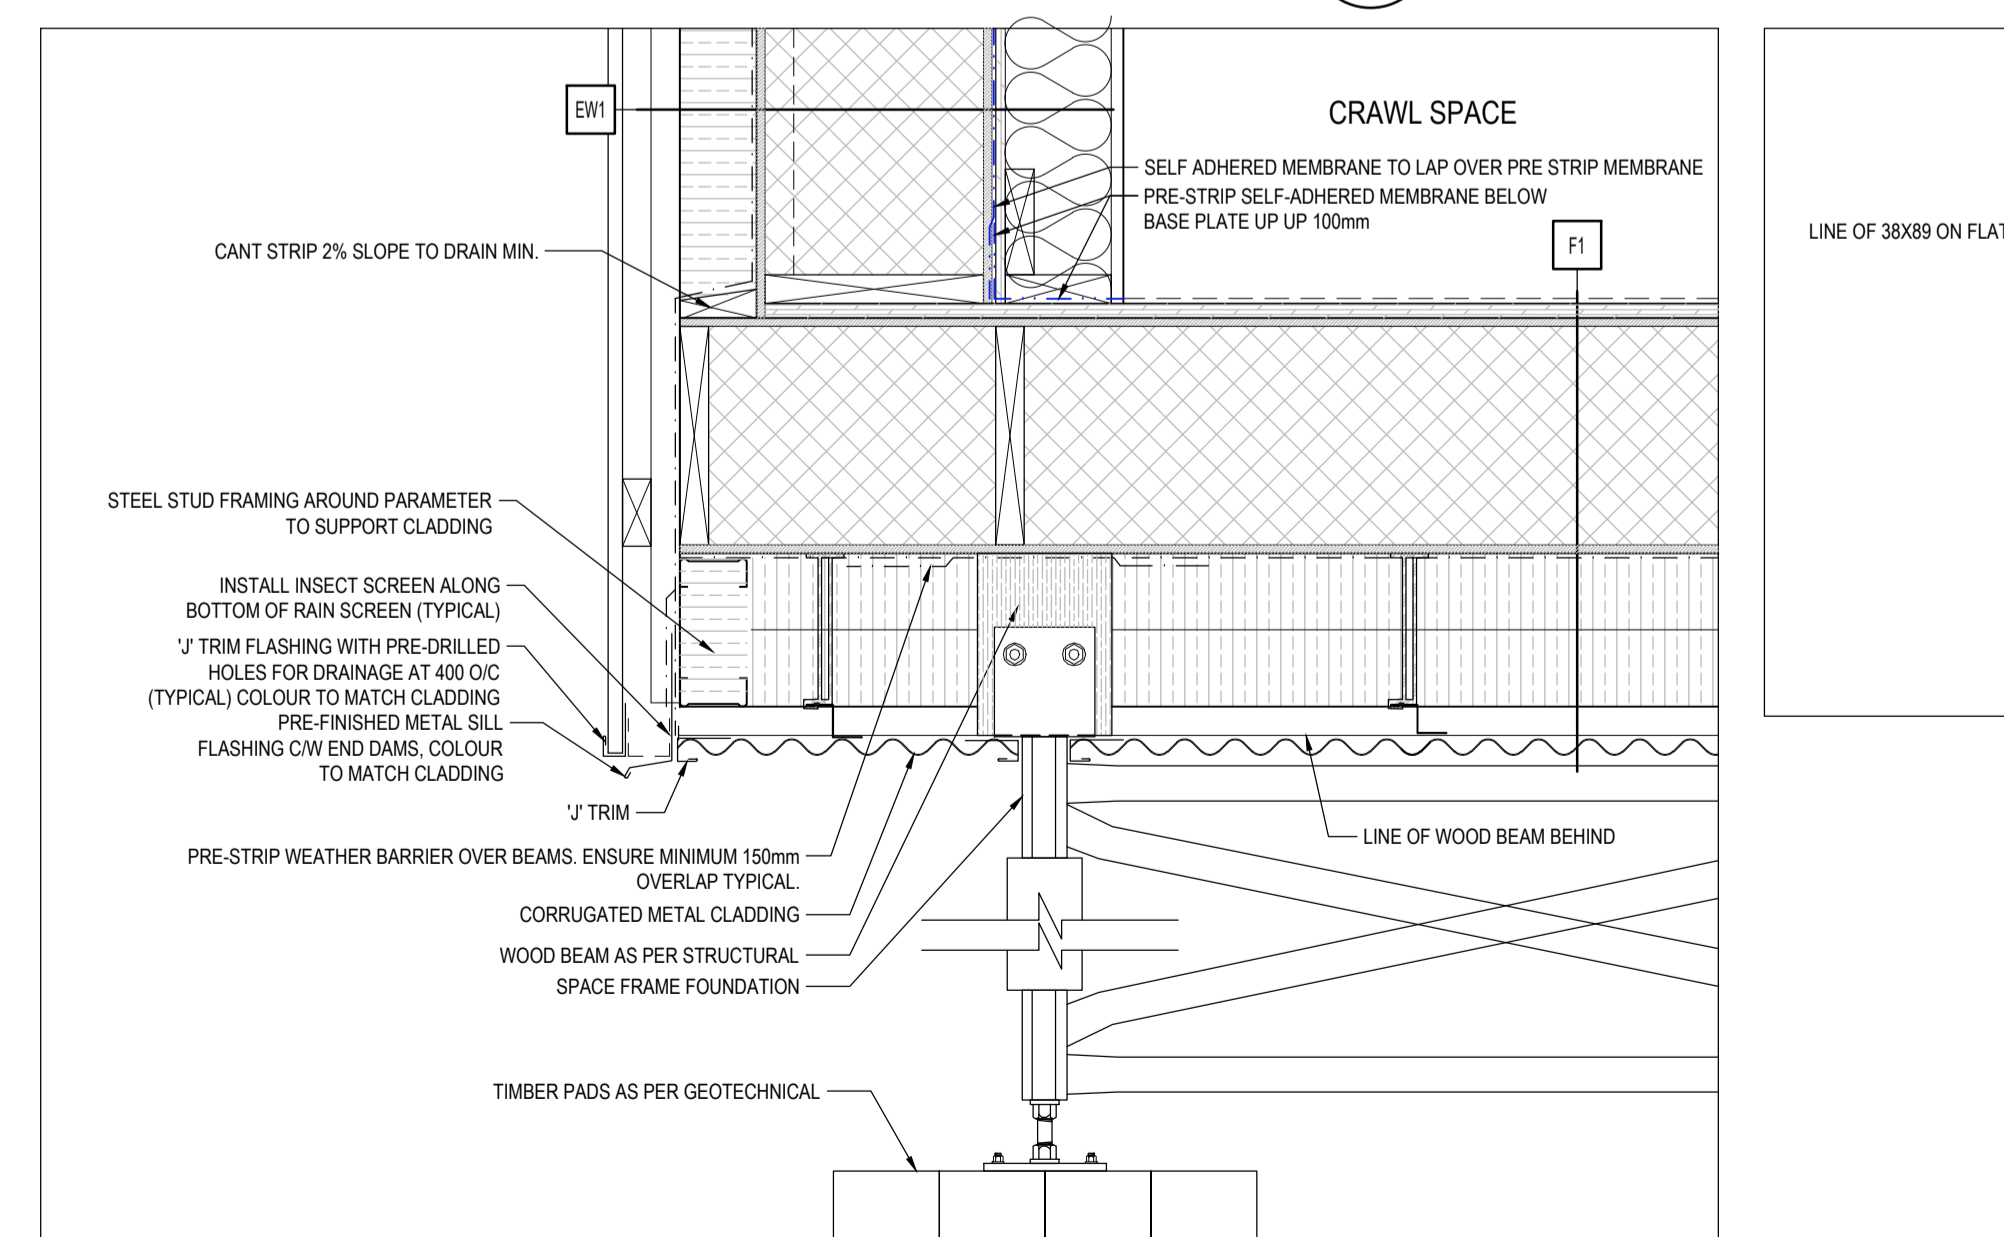 EW1
CRAWL SPACE
SELF ADHERED MEMBRANE TO LAP OVER PRE STRIP MEMBRANE
PRE-STRIP SELF-ADHERED MEMBRANE BELOW
BASE PLATE UP UP 100mm
F1
LINE OF 38X89 ON FLAT
CANT STRIP 2% SLOPE TO DRAIN MIN.
STEEL STUD FRAMING AROUND PARAMETER
TO SUPPORT CLADDING
INSTALL INSECT SCREEN ALONG
BOTTOM OF RAIN SCREEN (TYPICAL)
'J' TRIM FLASHING WITH PRE-DRILLED
HOLES FOR DRAINAGE AT 400 O/C
(TYPICAL) COLOUR TO MATCH CLADDING
PRE-FINISHED METAL SILL
FLASHING C/W END DAMS, COLOUR
TO MATCH CLADDING
'J' TRIM
LINE OF WOOD BEAM BEHIND
PRE-STRIP WEATHER BARRIER OVER BEAMS. ENSURE MINIMUM 150mm
OVERLAP TYPICAL.
CORRUGATED METAL CLADDING
WOOD BEAM AS PER STRUCTURAL
SPACE FRAME FOUNDATION
TIMBER PADS AS PER GEOTECHNICAL